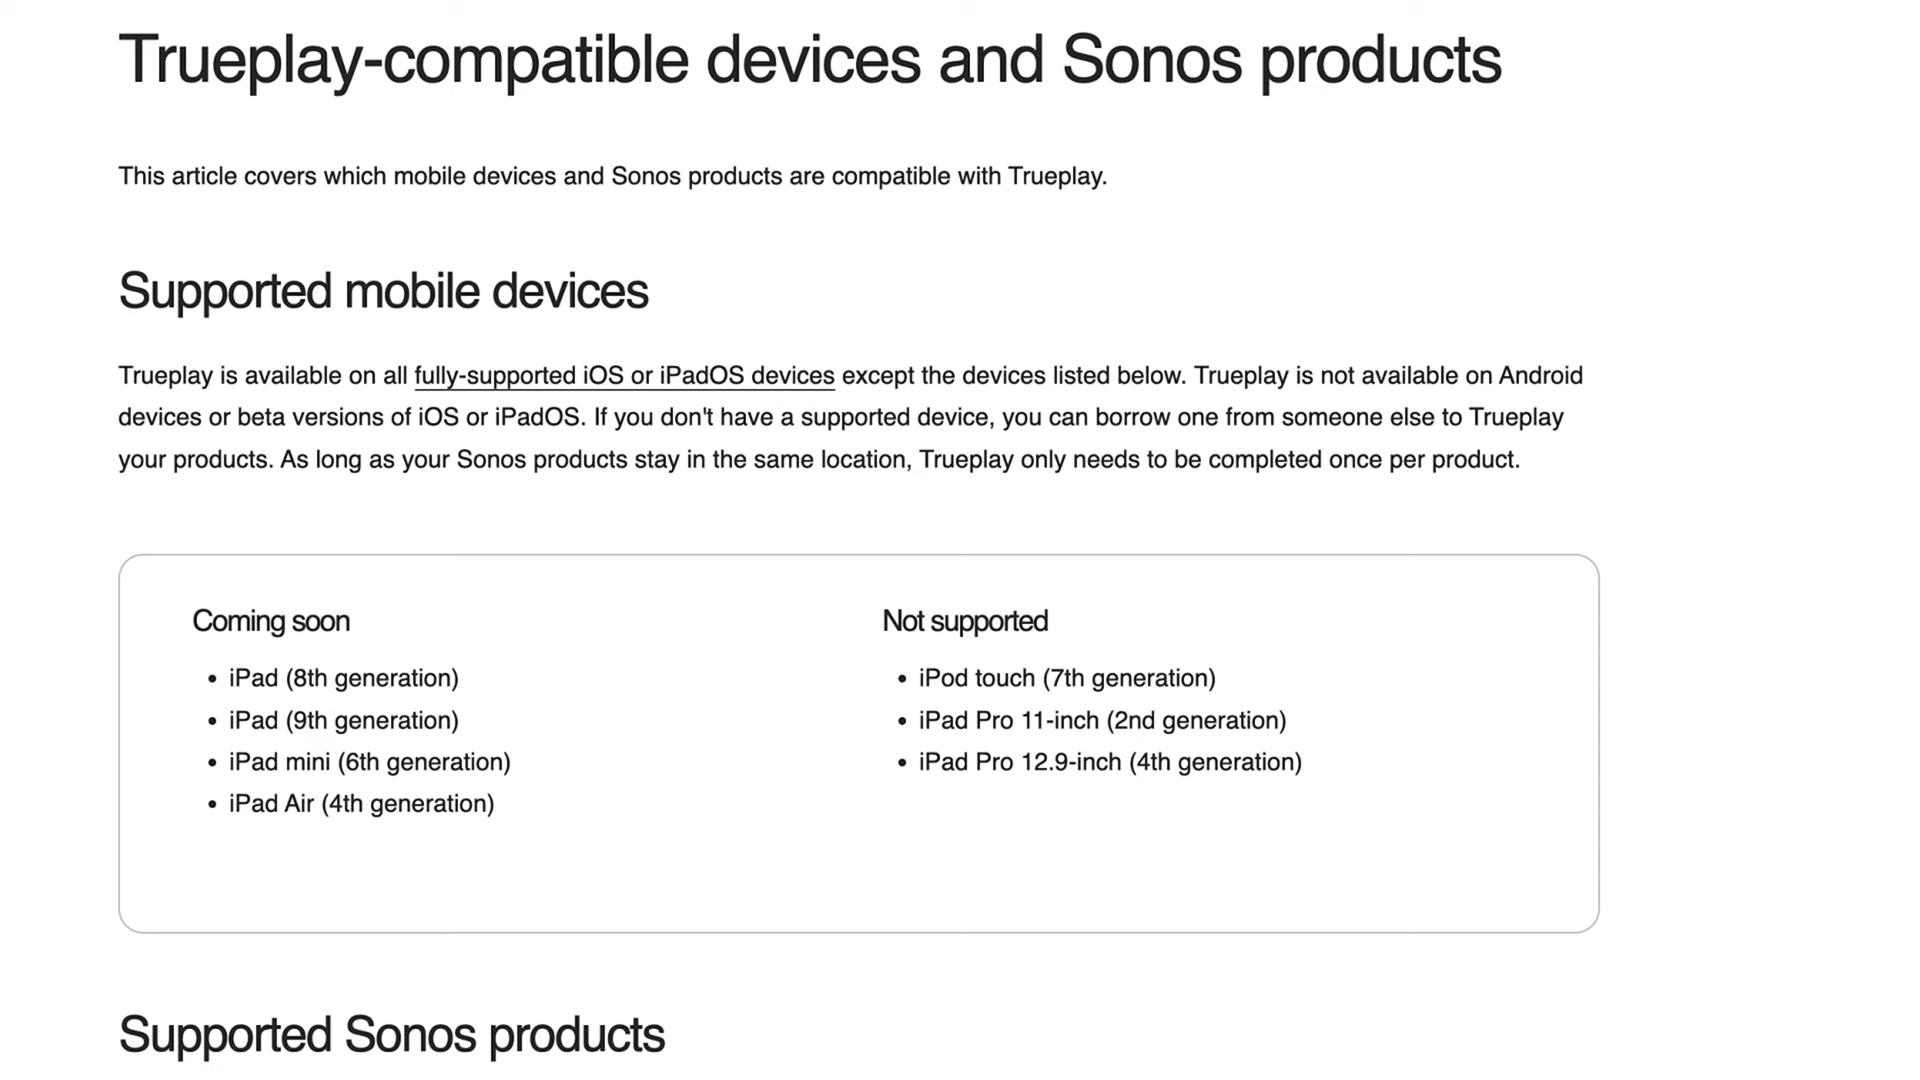 Trueplay-compatible devices and Sonos products
This article covers which mobile devices and Sonos products are compatible with Trueplay.
Supported mobile devices
Trueplay is available on all fully-supported iOS or iPadOS devices except the devices listed below. Trueplay is not available on Android
devices or beta versions of iOS or iPadOS. If you don't have a supported device, you can borrow one from someone else to Trueplay
your products. As long as your Sonos products stay in the same location, Trueplay only needs to be completed once per product.
Coming soon
• iPad (8th generation)
• iPad (9th generation)
• iPad mini (6th generation)
• iPad Air (4th generation)
Not supported
• iPod touch (7th generation)
• iPad Pro 11-inch (2nd generation)
• iPad Pro 12.9-inch (4th generation)
Supported Sonos products